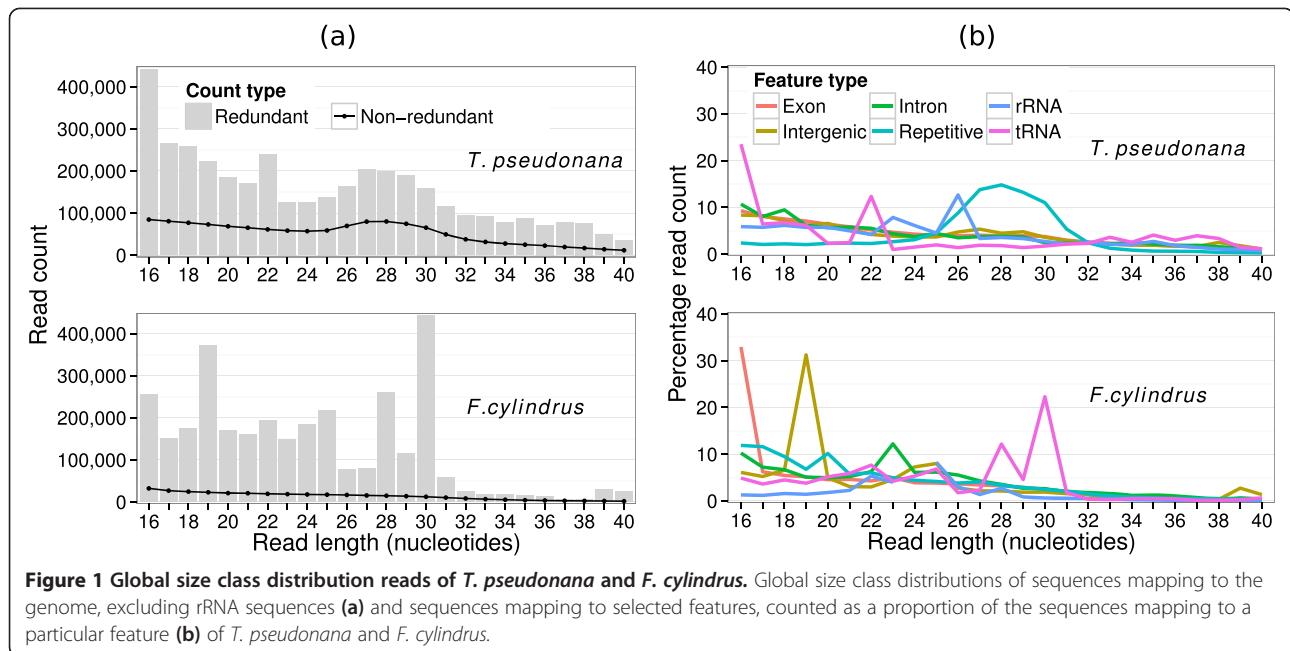 (a)
Read count
400,000
300,000
200,000
100,000
0
Count type
Redundant
Non-redundant
T. pseudonana
16 18 20 22 24 26 28 30 32 34 36 38 40
400,000
300,000
200,000
100,000
0
F.cylindrus
16 18 20 22 24 26 28 30 32 34 36 38 40
Read length (nucleotides)
(b)
Percentage read count
40
30
20
10
0
Feature type
Exon Intron rRNA
Intergenic Repetitive tRNA
T. pseudonana
16 18 20 22 24 26 28 30 32 34 36 38 40
40
30
20
10
0
F.cylindrus
16 18 20 22 24 26 28 30 32 34 36 38 40
Read length (nucleotides)
Figure 1 Global size class distribution reads of T. pseudonana and F. cylindrus. Global size class distributions of sequences mapping to the
genome, excluding rRNA sequences (a) and sequences mapping to selected features, counted as a proportion of the sequences mapping to a
particular feature (b) of T. pseudonana and F. cylindrus.